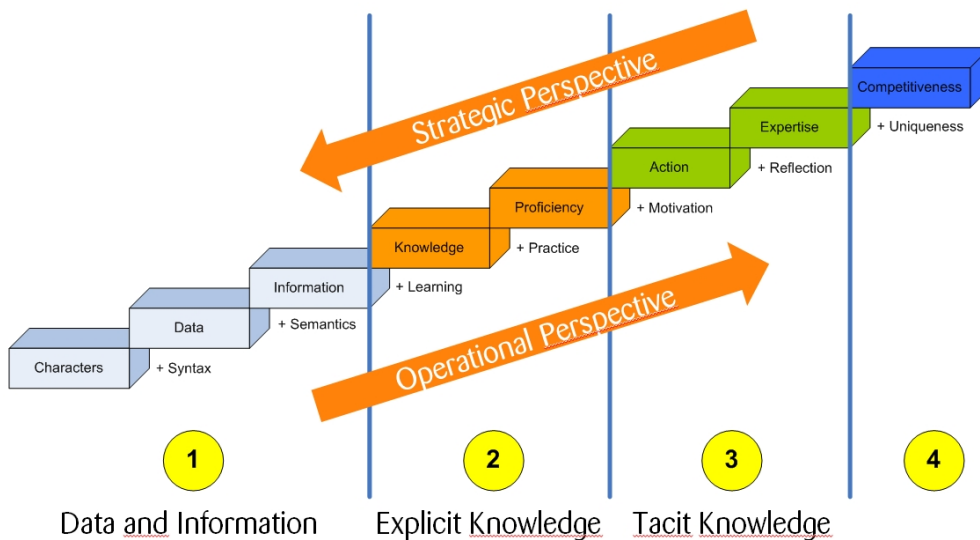 Strategic Perspective
Competitiveness
Expertise
+ Uniqueness
Action
+ Reflection
Proficiency
+ Motivation
Knowledge
+ Practice
Information
+ Learning
Data
+ Semantics
Characters
+ Syntax
Operational Perspective
1
2
3
4
Data and Information
Explicit Knowledge
Tacit Knowledge